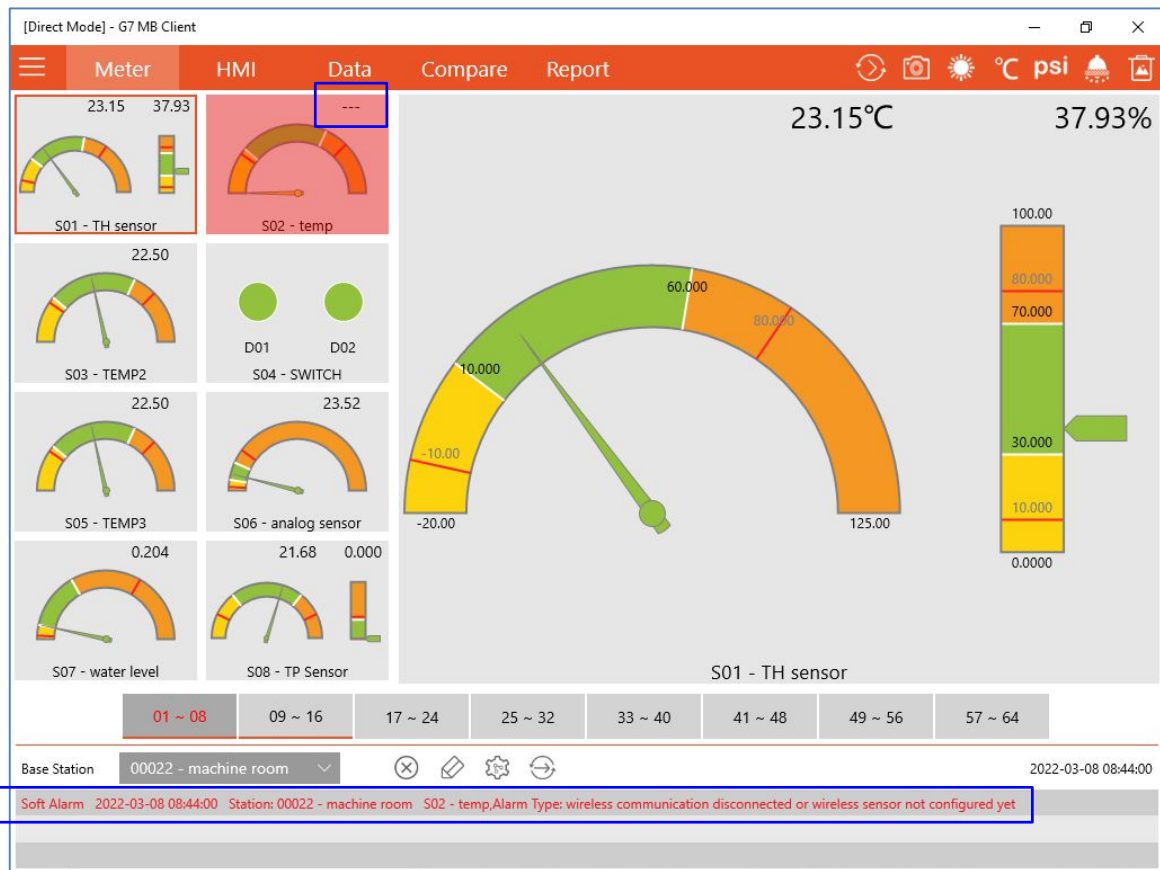 [Direct Mode] - G7 MB Client
Meter HMI Data Compare Report ℃ psi
23.15 37.93
S01 - TH sensor
---
S02 - temp
22.50
S03 - TEMP2
D01 D02
S04 - SWITCH
22.50
S05 - TEMP3
23.52
S06 - analog sensor
0.204
S07 - water level
21.68 0.000
S08 - TP Sensor
23.15℃ 37.93%
60.000
80.000
10.000
-10.00
-20.00 125.00
100.00
80.000
70.000
30.000
10.000
0.0000
S01 - TH sensor
01 ~ 08 09 ~ 16 17 ~ 24 25 ~ 32 33 ~ 40 41 ~ 48 49 ~ 56 57 ~ 64
Base Station 00022 - machine room 2022-03-08 08:44:00
Soft Alarm 2022-03-08 08:44:00 Station: 00022 - machine room S02 - temp,Alarm Type: wireless communication disconnected or wireless sensor not configured yet